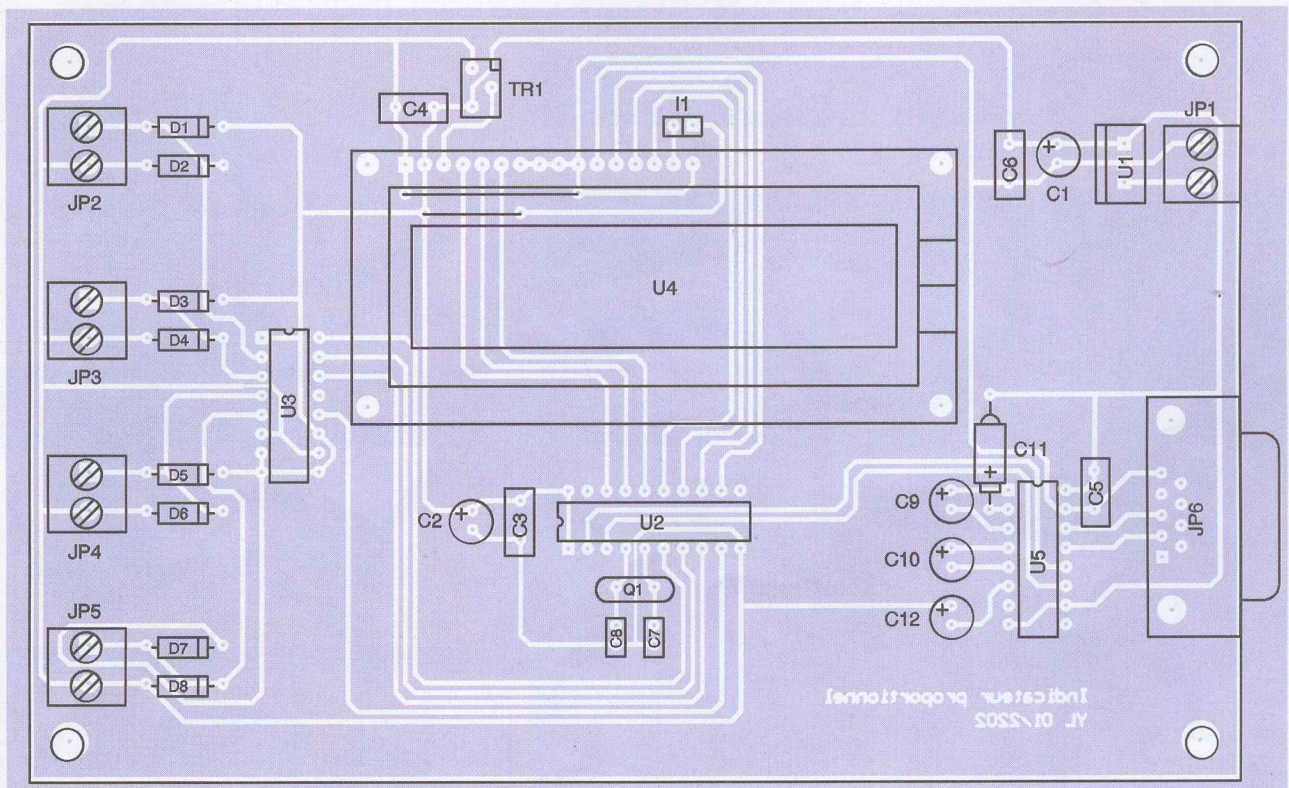 TR1
I1
JP1
C4
D1
D2
JP2
C6
C1
U1
U4
D3
D4
JP3
U3
D5
D6
JP4
C2
C3
U2
C11
C9
C5
C10
U5
JP6
Q1
C12
C8
C7
JP5
D7
D8
Indicateur proportionnel
YL 01/2202